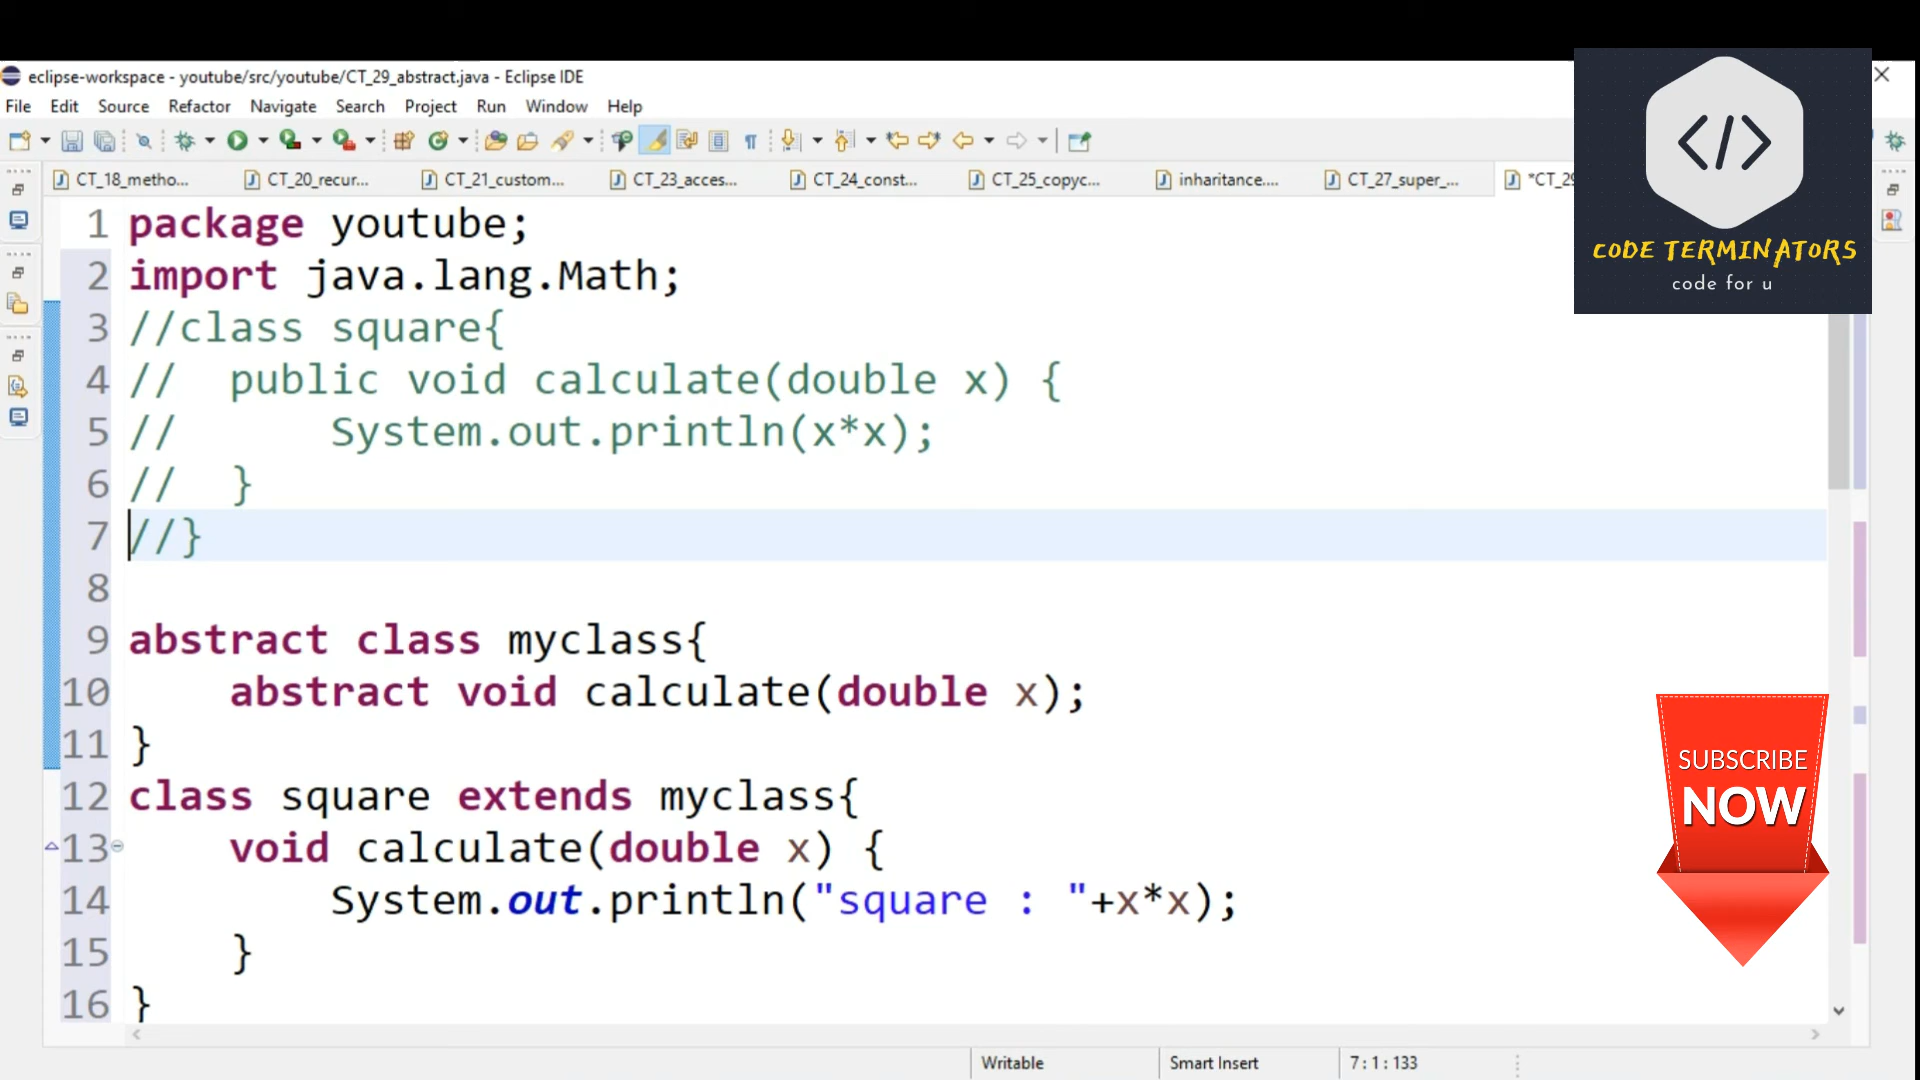 eclipse-workspace - youtube/src/youtube/CT_29_abstract.java - Eclipse IDE
File Edit Source Refactor Navigate Search Project Run Window Help
CT_18_metho... CT_20_recur... CT_21_custom... CT_23_acces... CT_24_const... CT_25_copyc... inheritance.... CT_27_super_... *CT_29
</>
CODE TERMINATORS
code for u
1 package youtube;
2 import java.lang.Math;
3 //class square{
4 //  public void calculate(double x) {
5 //      System.out.println(x*x);
6 //  }
7 //}
8
9 abstract class myclass{
10     abstract void calculate(double x);
11 }
12 class square extends myclass{
13     void calculate(double x) {
14         System.out.println("square : "+x*x);
15     }
16 }
SUBSCRIBE
NOW
Writable Smart Insert 7 : 1 : 133